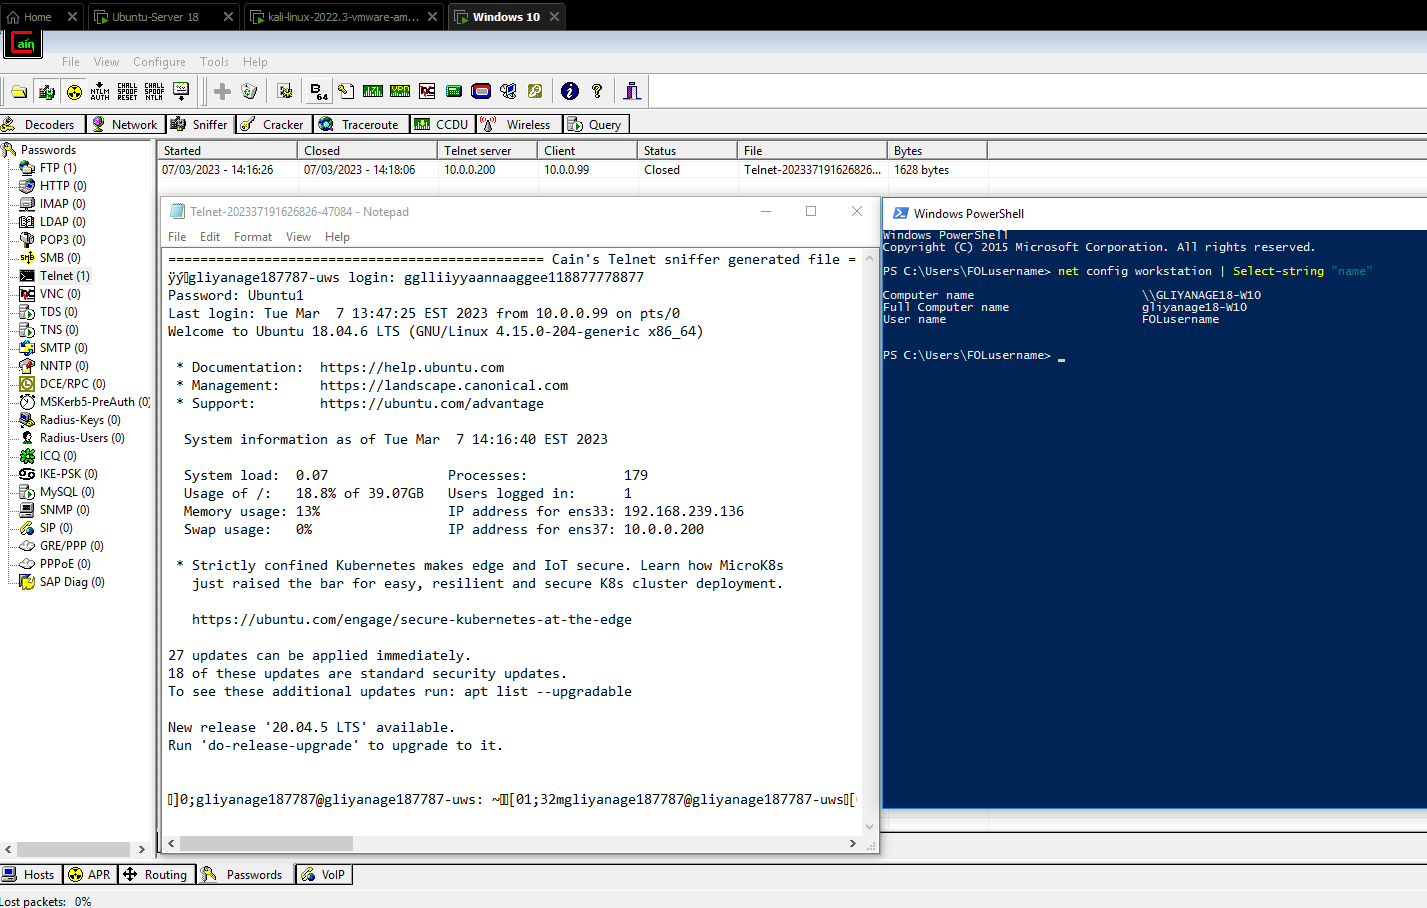 Home
Ubuntu-Server 18
kali-linux-2022.3-vmware-am...
Windows 10
Cain
File View Configure Tools Help
NTLM AUTH
CHALL SPOOF RESET
CHALL SPOOF NTLM
B 64
Decoders Network Sniffer Cracker Traceroute CCDU Wireless Query
Passwords
FTP (1)
HTTP (0)
IMAP (0)
LDAP (0)
POP3 (0)
SMB (0)
Telnet (1)
VNC (0)
TDS (0)
TNS (0)
SMTP (0)
NNTP (0)
DCE/RPC (0)
MSKerb5-PreAuth (0)
Radius-Keys (0)
Radius-Users (0)
ICQ (0)
IKE-PSK (0)
MySQL (0)
SNMP (0)
SIP (0)
GRE/PPP (0)
PPPoE (0)
SAP Diag (0)
Started Closed Telnet server Client Status File Bytes
07/03/2023 - 14:16:26 07/03/2023 - 14:18:06 10.0.0.200 10.0.0.99 Closed Telnet-202337191626826... 1628 bytes
Telnet-202337191626826-47084 - Notepad
File Edit Format View Help
=============================================== Cain's Telnet sniffer generated file =
ÿÿ▯gliyanage187787-uws login: gglliiyyaannaaggee118877778877
Password: Ubuntu1
Last login: Tue Mar  7 13:47:25 EST 2023 from 10.0.0.99 on pts/0
Welcome to Ubuntu 18.04.6 LTS (GNU/Linux 4.15.0-204-generic x86_64)
* Documentation:  https://help.ubuntu.com
* Management:     https://landscape.canonical.com
* Support:        https://ubuntu.com/advantage
System information as of Tue Mar  7 14:16:40 EST 2023
System load:  0.07 Processes: 179
Usage of /:   18.8% of 39.07GB Users logged in: 1
Memory usage: 13% IP address for ens33: 192.168.239.136
Swap usage:   0% IP address for ens37: 10.0.0.200
* Strictly confined Kubernetes makes edge and IoT secure. Learn how MicroK8s
just raised the bar for easy, resilient and secure K8s cluster deployment.
https://ubuntu.com/engage/secure-kubernetes-at-the-edge
27 updates can be applied immediately.
18 of these updates are standard security updates.
To see these additional updates run: apt list --upgradable
New release '20.04.5 LTS' available.
Run 'do-release-upgrade' to upgrade to it.
▯]0;gliyanage187787@gliyanage187787-uws: ~▯▯[01;32mgliyanage187787@gliyanage187787-uws▯[
Windows PowerShell
Windows PowerShell
Copyright (C) 2015 Microsoft Corporation. All rights reserved.
PS C:\Users\FOLusername> net config workstation | Select-string "name"
Computer name \\GLIYANAGE18-W10
Full Computer name gliyanage18-W10
User name FOLusername
PS C:\Users\FOLusername> _
Hosts APR Routing Passwords VoIP
Lost packets: 0%